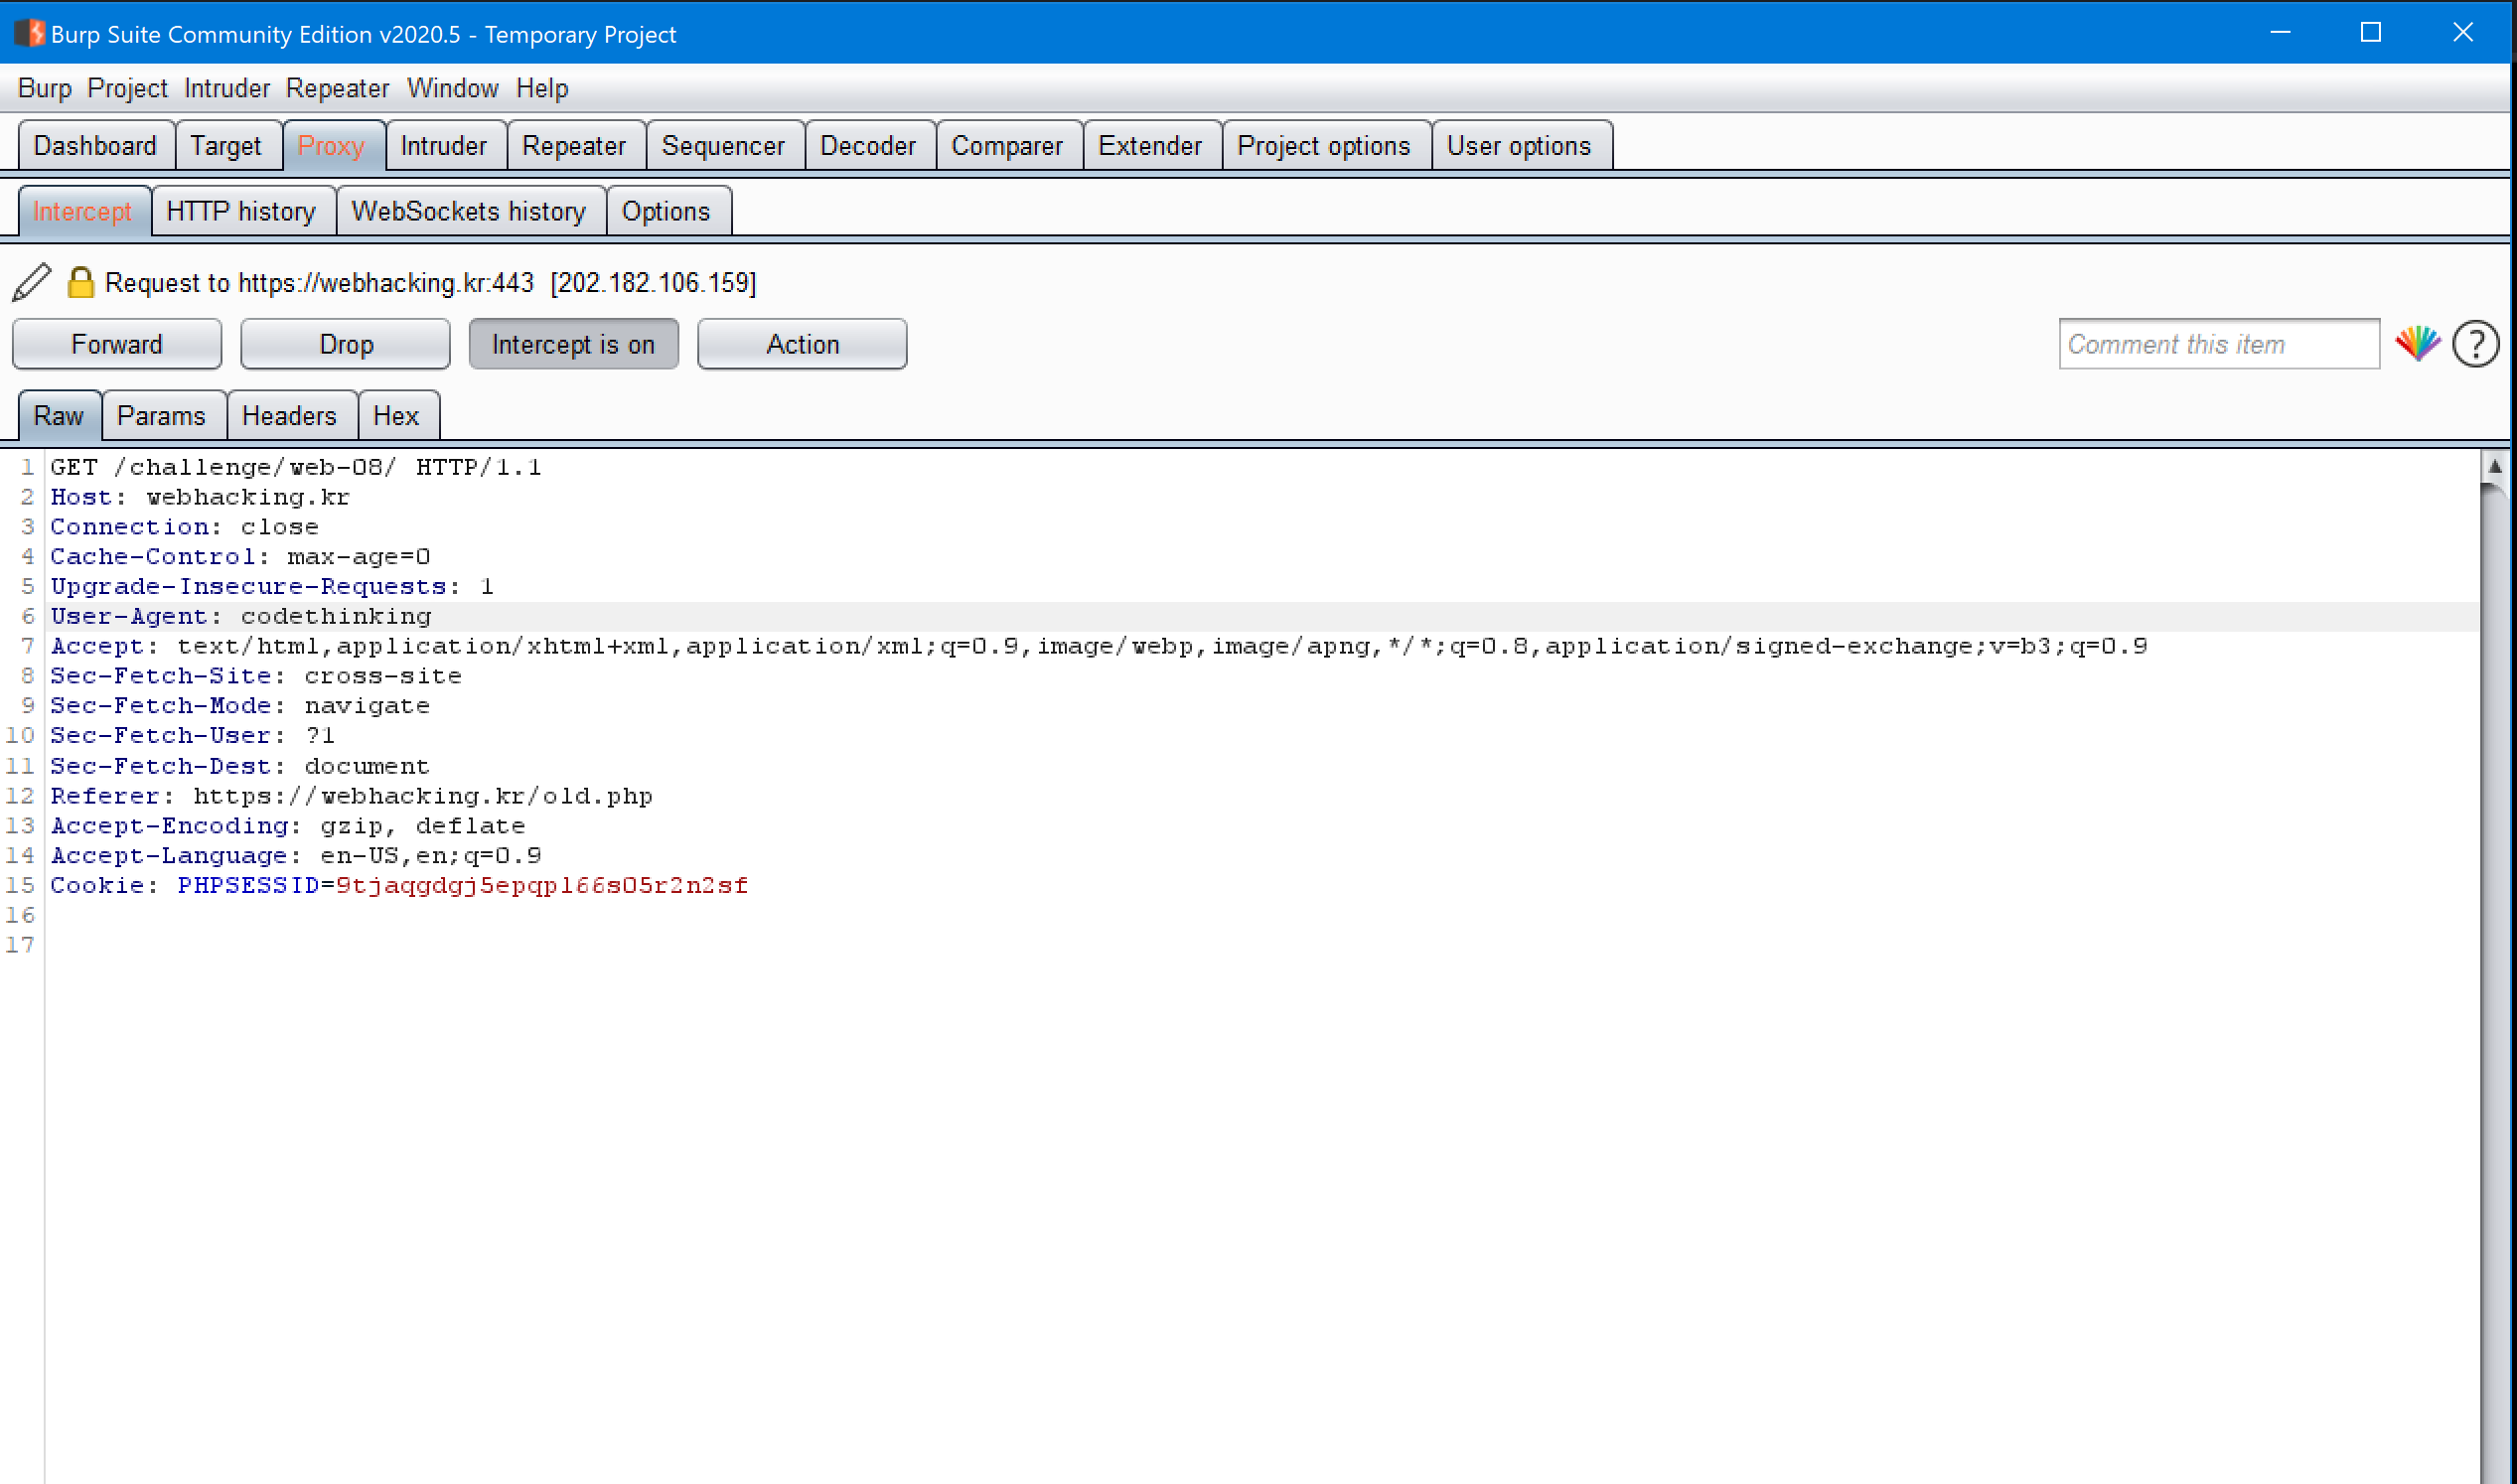 Burp Suite Community Edition v2020.5 - Temporary Project
Burp Project Intruder Repeater Window Help
Dashboard Target Proxy Intruder Repeater Sequencer Decoder Comparer Extender Project options User options
Intercept HTTP history WebSockets history Options
Request to https://webhacking.kr:443 [202.182.106.159]
Forward Drop Intercept is on Action Comment this item ?
Raw Params Headers Hex
1 GET /challenge/web-08/ HTTP/1.1
2 Host: webhacking.kr
3 Connection: close
4 Cache-Control: max-age=0
5 Upgrade-Insecure-Requests: 1
6 User-Agent: codethinking
7 Accept: text/html,application/xhtml+xml,application/xml;q=0.9,image/webp,image/apng,*/*;q=0.8,application/signed-exchange;v=b3;q=0.9
8 Sec-Fetch-Site: cross-site
9 Sec-Fetch-Mode: navigate
10 Sec-Fetch-User: ?1
11 Sec-Fetch-Dest: document
12 Referer: https://webhacking.kr/old.php
13 Accept-Encoding: gzip, deflate
14 Accept-Language: en-US,en;q=0.9
15 Cookie: PHPSESSID=9tjaqgdgj5epqpl66s05r2n2sf
16
17